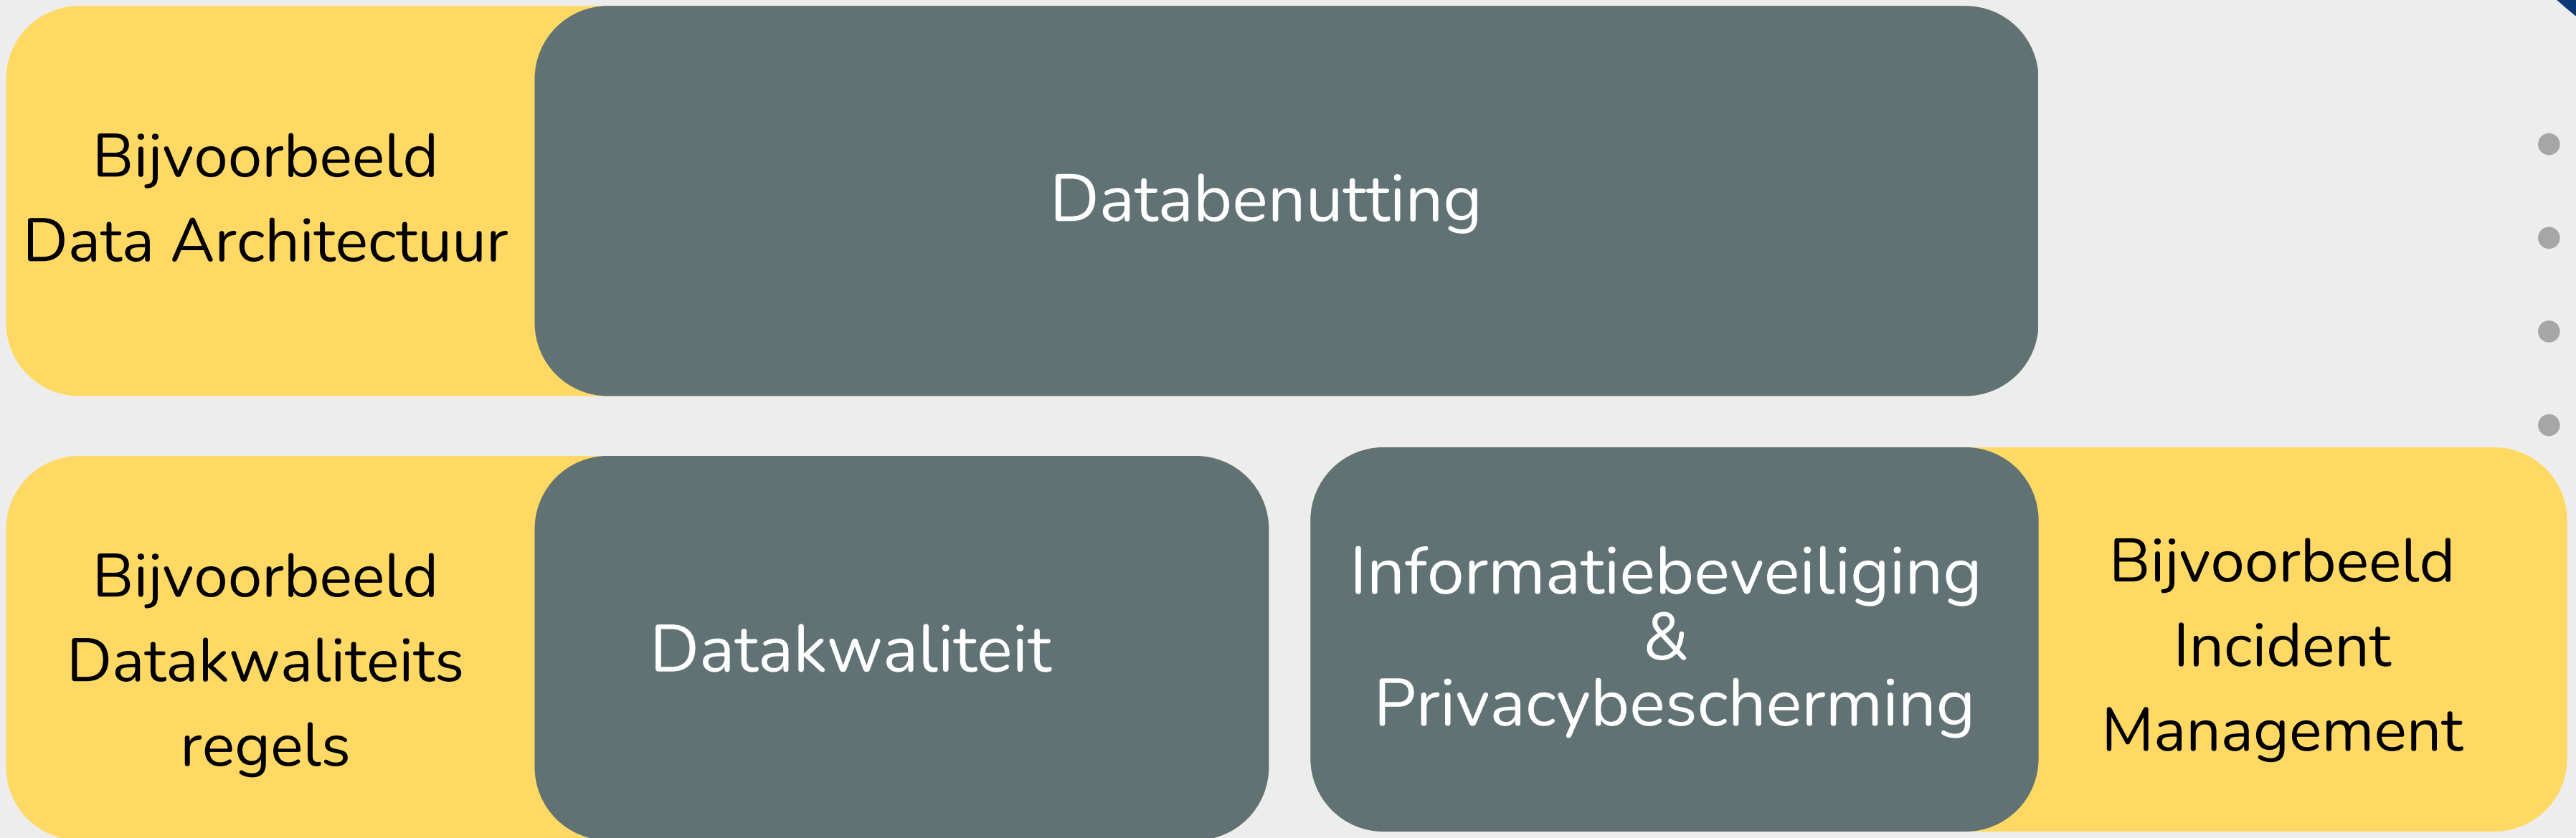 Bijvoorbeeld
Data Architectuur
Databenutting
Bijvoorbeeld
Datakwaliteits
regels
Datakwaliteit
Informatiebeveiliging
&
Privacybescherming
Bijvoorbeeld
Incident
Management